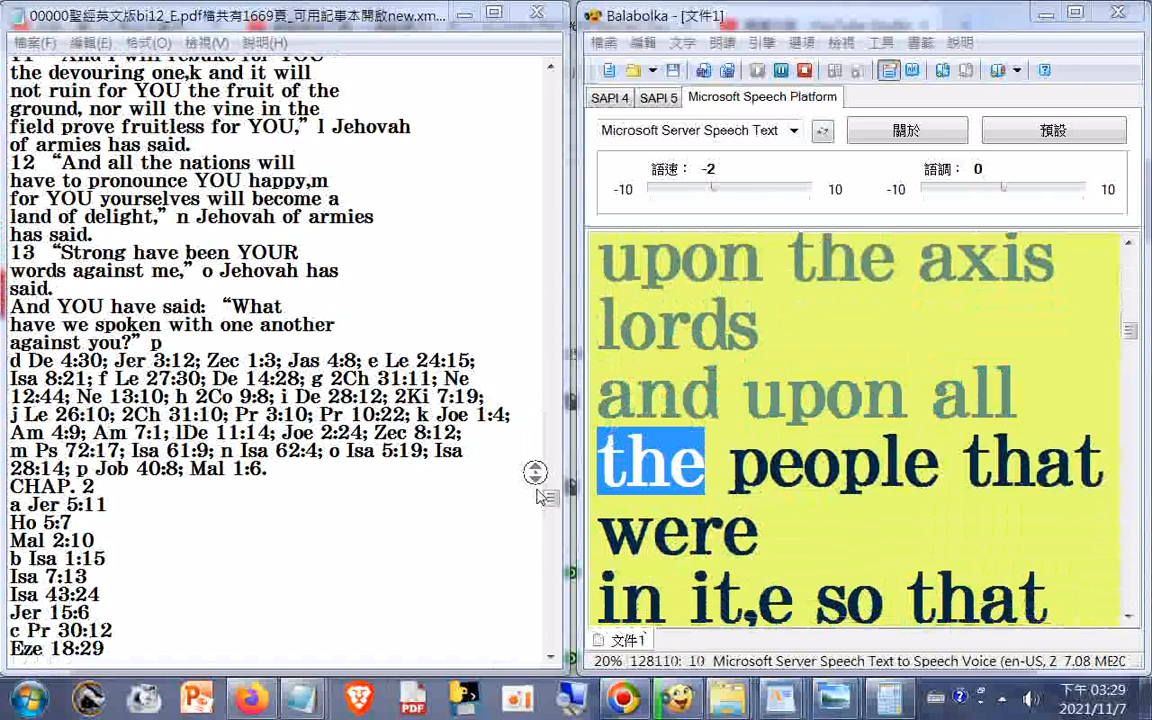 00000聖經英文版bi12_E.pdf檔共有1669頁_可用記事本開啟new.xm...
檔案(F) 編輯(E) 格式(O) 檢視(V) 說明(H)
11 “And I will rebuke for YOU
the devouring one,k and it will
not ruin for YOU the fruit of the
ground, nor will the vine in the
field prove fruitless for YOU,” l Jehovah
of armies has said.
12 “And all the nations will
have to pronounce YOU happy,m
for YOU yourselves will become a
land of delight,” n Jehovah of armies
has said.
13 “Strong have been YOUR
words against me,” o Jehovah has
said.
And YOU have said: “What
have we spoken with one another
against you?” p
d De 4:30; Jer 3:12; Zec 1:3; Jas 4:8; e Le 24:15;
Isa 8:21; f Le 27:30; De 14:28; g 2Ch 31:11; Ne
12:44; Ne 13:10; h 2Co 9:8; i De 28:12; 2Ki 7:19;
j Le 26:10; 2Ch 31:10; Pr 3:10; Pr 10:22; k Joe 1:4;
Am 4:9; Am 7:1; lDe 11:14; Joe 2:24; Zec 8:12;
m Ps 72:17; Isa 61:9; n Isa 62:4; o Isa 5:19; Isa
28:14; p Job 40:8; Mal 1:6.
CHAP. 2
a Jer 5:11
Ho 5:7
Mal 2:10
b Isa 1:15
Isa 7:13
Isa 43:24
Jer 15:6
c Pr 30:12
Eze 18:29
Balabolka - [文件1]
檔案 編輯 文字 朗讀 引擎 選項 檢視 工具 書籤 說明
SAPI 4 SAPI 5 Microsoft Speech Platform
Microsoft Server Speech Text 關於 預設
語速： -2 語調： 0
-10 10 -10 10
upon the axis
lords
and upon all
the people that
were
in it,e so that
文件1
20% 128110: 10 Microsoft Server Speech Text to Speech Voice (en-US, Z 7.08 ME
下午 03:29
2021/11/7